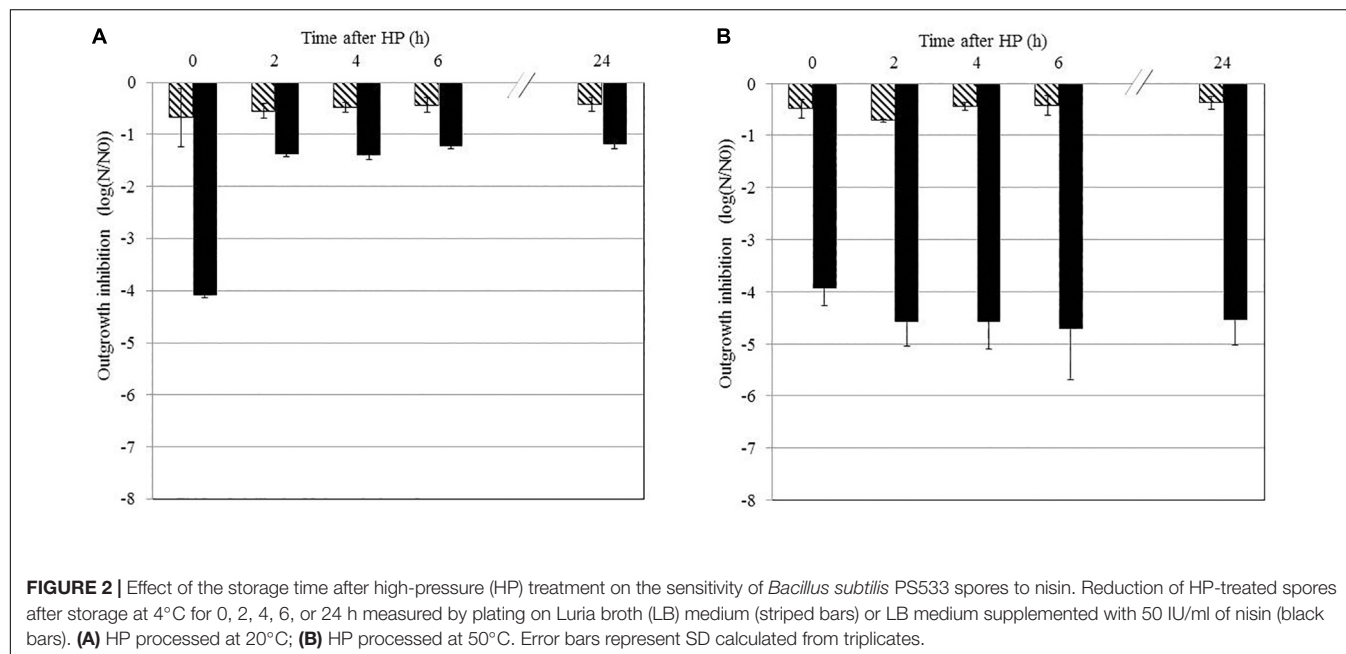 A
Time after HP (h)
0 2 4 6 24
0
-1
-2
-3
-4
-5
-6
-7
-8
Outgrowth inhibition (log(N/N0))
B
Time after HP (h)
0 2 4 6 24
0
-1
-2
-3
-4
-5
-6
-7
-8
Outgrowth inhibition (log(N/N0))
FIGURE 2 | Effect of the storage time after high-pressure (HP) treatment on the sensitivity of Bacillus subtilis PS533 spores to nisin. Reduction of HP-treated spores
after storage at 4°C for 0, 2, 4, 6, or 24 h measured by plating on Luria broth (LB) medium (striped bars) or LB medium supplemented with 50 IU/ml of nisin (black
bars). (A) HP processed at 20°C; (B) HP processed at 50°C. Error bars represent SD calculated from triplicates.